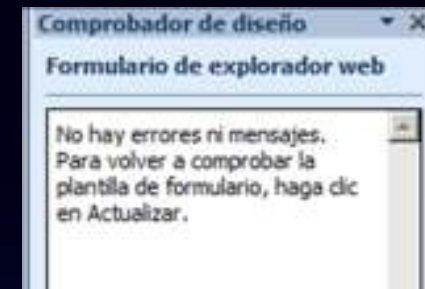 Comprobador de diseño
Formulario de explorador web
No hay errores ni mensajes.
Para volver a comprobar la
plantilla de formulario, haga clic
en Actualizar.